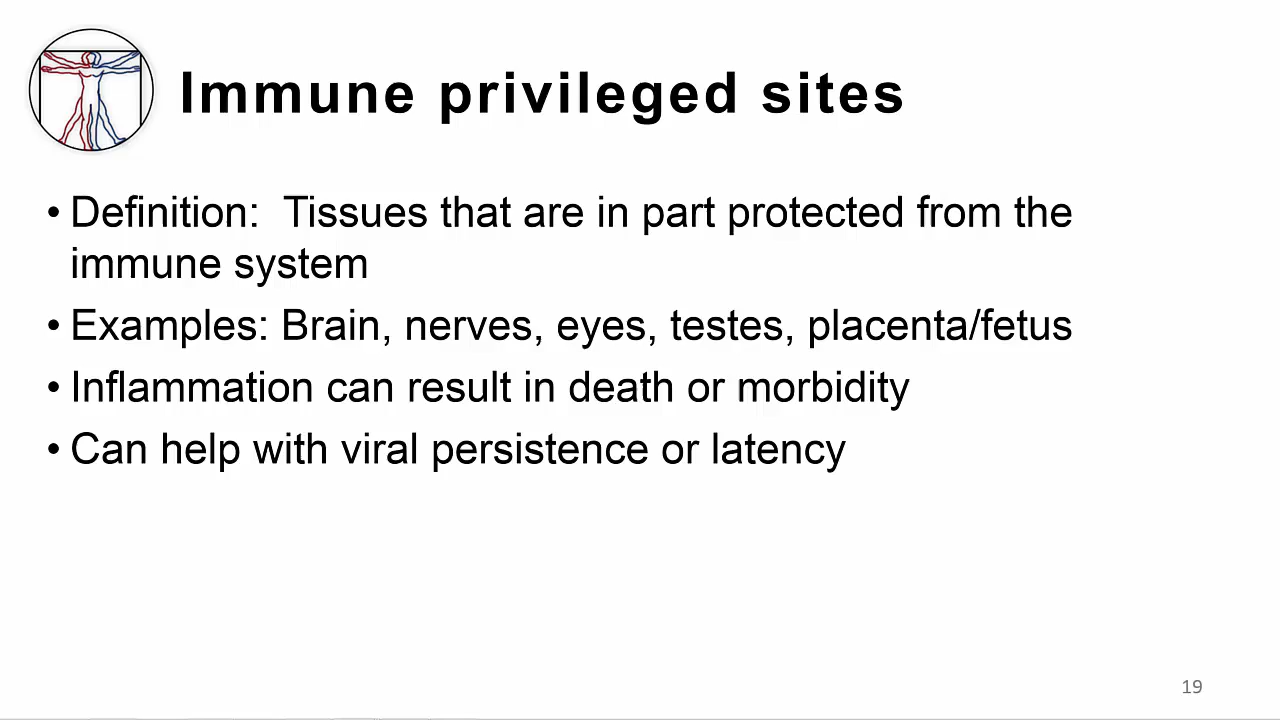 Immune privileged sites
• Definition:  Tissues that are in part protected from the
immune system
• Examples: Brain, nerves, eyes, testes, placenta/fetus
• Inflammation can result in death or morbidity
• Can help with viral persistence or latency
19